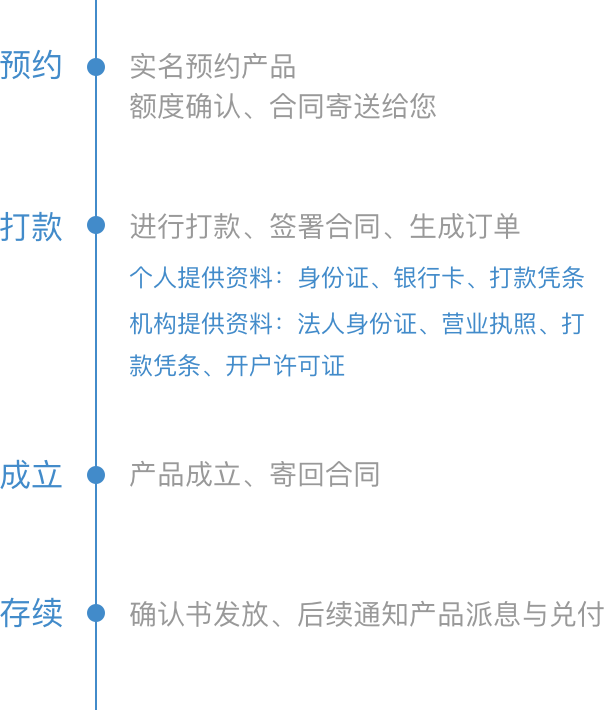 预约
实名预约产品
额度确认、合同寄送给您
打款
进行打款、签署合同、生成订单
个人提供资料：身份证、银行卡、打款凭条
机构提供资料：法人身份证、营业执照、打
款凭条、开户许可证
成立
产品成立、寄回合同
存续
确认书发放、后续通知产品派息与兑付